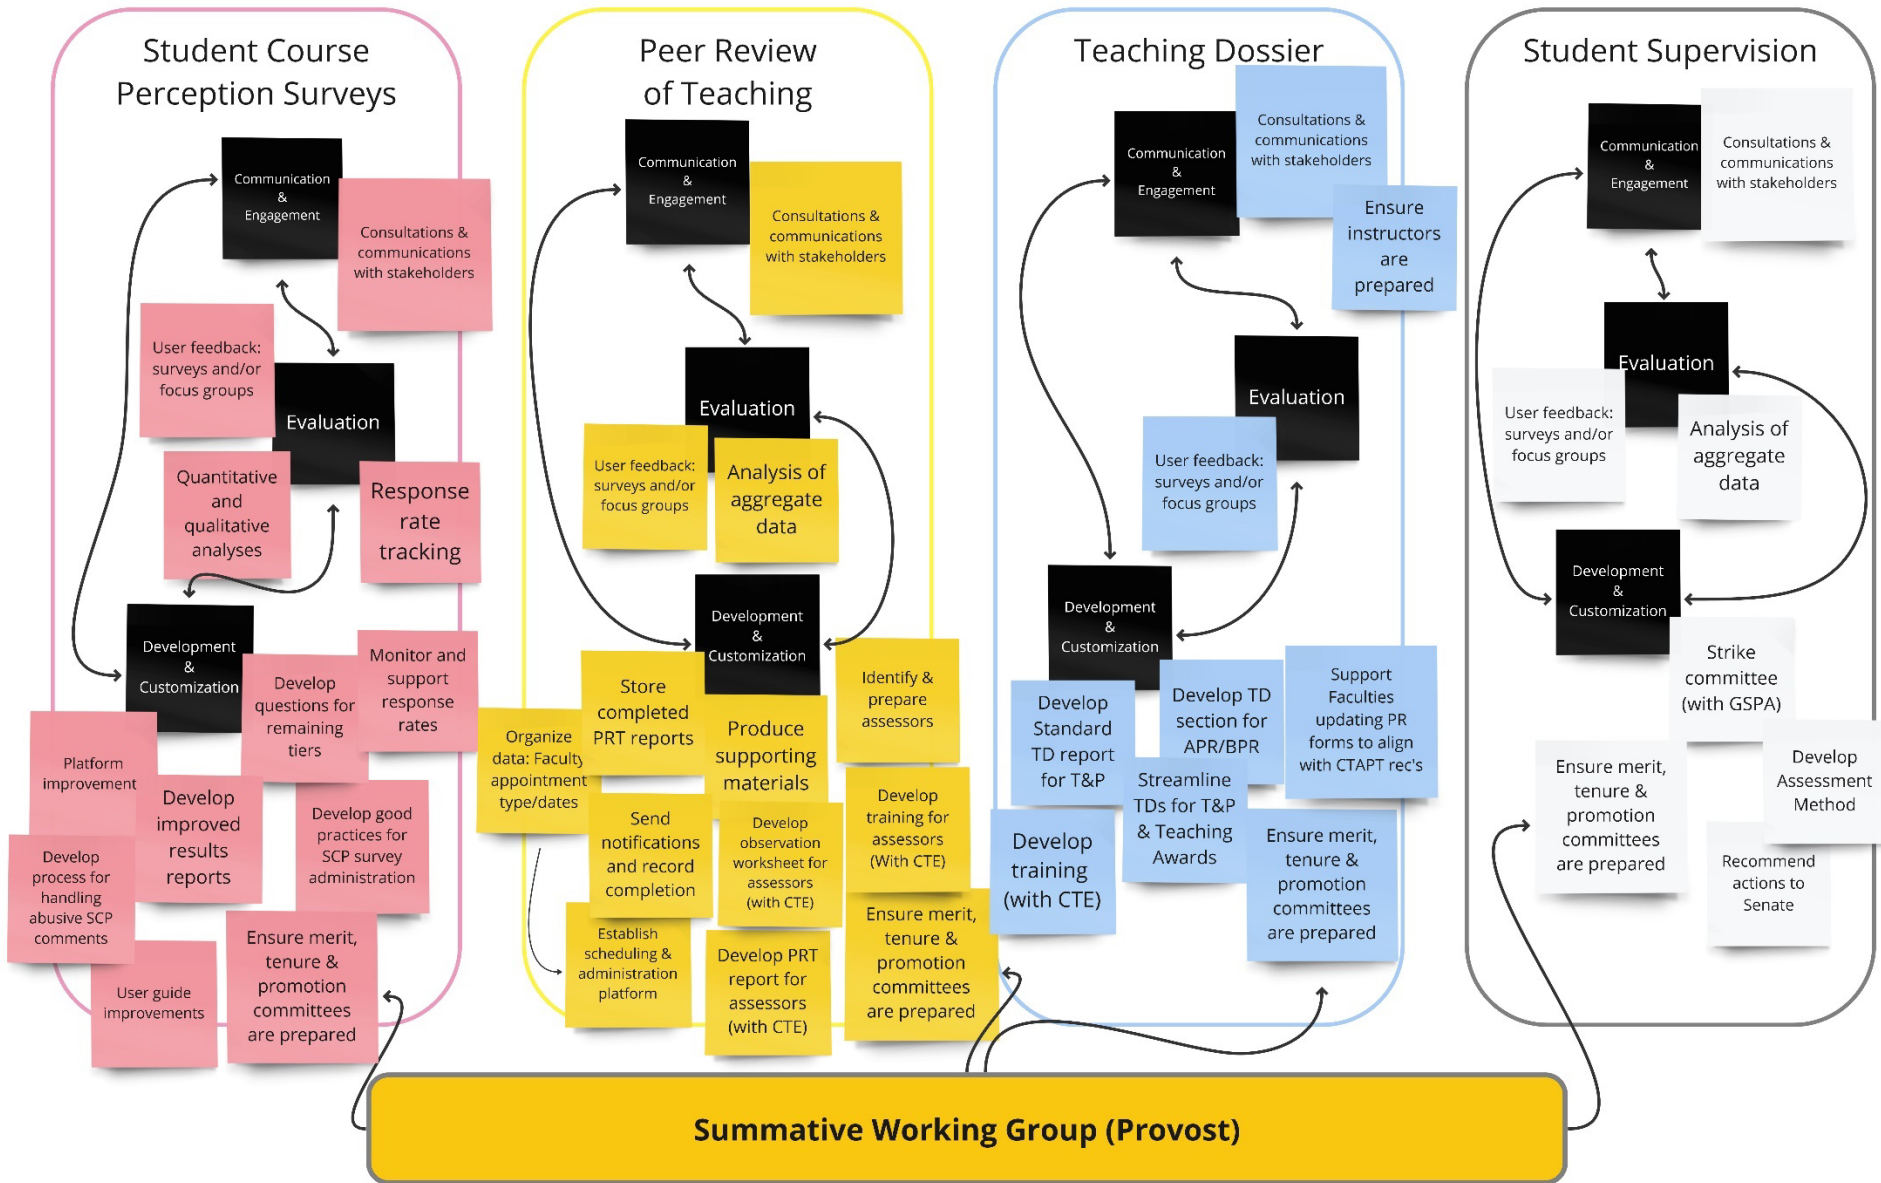 Student Course
Perception Surveys
Communication
&
Engagement
Consultations &
communications
with stakeholders
User feedback:
surveys and/or
focus groups
Evaluation
Quantitative
and
qualitative
analyses
Response
rate
tracking
Development
&
Customization
Develop
questions for
remaining
tiers
Monitor and
support
response
rates
Platform
improvement
Develop
improved
results
reports
Develop good
practices for
SCP survey
administration
Develop
process for
handling
abusive SCP
comments
User guide
improvements
Ensure merit,
tenure &
promotion
committees
are prepared
Peer Review
of Teaching
Communication
&
Engagement
Consultations &
communications
with stakeholders
Evaluation
User feedback:
surveys and/or
focus groups
Analysis of
aggregate
data
Development
&
Customization
Identify &
prepare
assessors
Store
completed
PRT reports
Organize
data: Faculty
appointment
type/dates
Produce
supporting
materials
Send
notifications
and record
completion
Develop
observation
worksheet for
assessors
(with CTE)
Develop
training for
assessors
(With CTE)
Establish
scheduling &
administration
platform
Develop PRT
report for
assessors
(with CTE)
Ensure merit,
tenure &
promotion
committees
are prepared
Teaching Dossier
Communication
&
Engagement
Consultations &
communications
with stakeholders
Ensure
instructors
are
prepared
Evaluation
User feedback:
surveys and/or
focus groups
Development
&
Customization
Develop
Standard
TD report
for T&P
Develop TD
section for
APR/BPR
Support
Faculties
updating PR
forms to align
with CTAPT rec's
Streamline
TDs for T&P
& Teaching
Awards
Develop
training
(with CTE)
Ensure merit,
tenure &
promotion
committees
are prepared
Student Supervision
Communication
&
Engagement
Consultations &
communications
with stakeholders
Evaluation
User feedback:
surveys and/or
focus groups
Analysis of
aggregate
data
Development
&
Customization
Strike
committee
(with GSPA)
Ensure merit,
tenure &
promotion
committees
are prepared
Develop
Assessment
Method
Recommend
actions to
Senate
Summative Working Group (Provost)